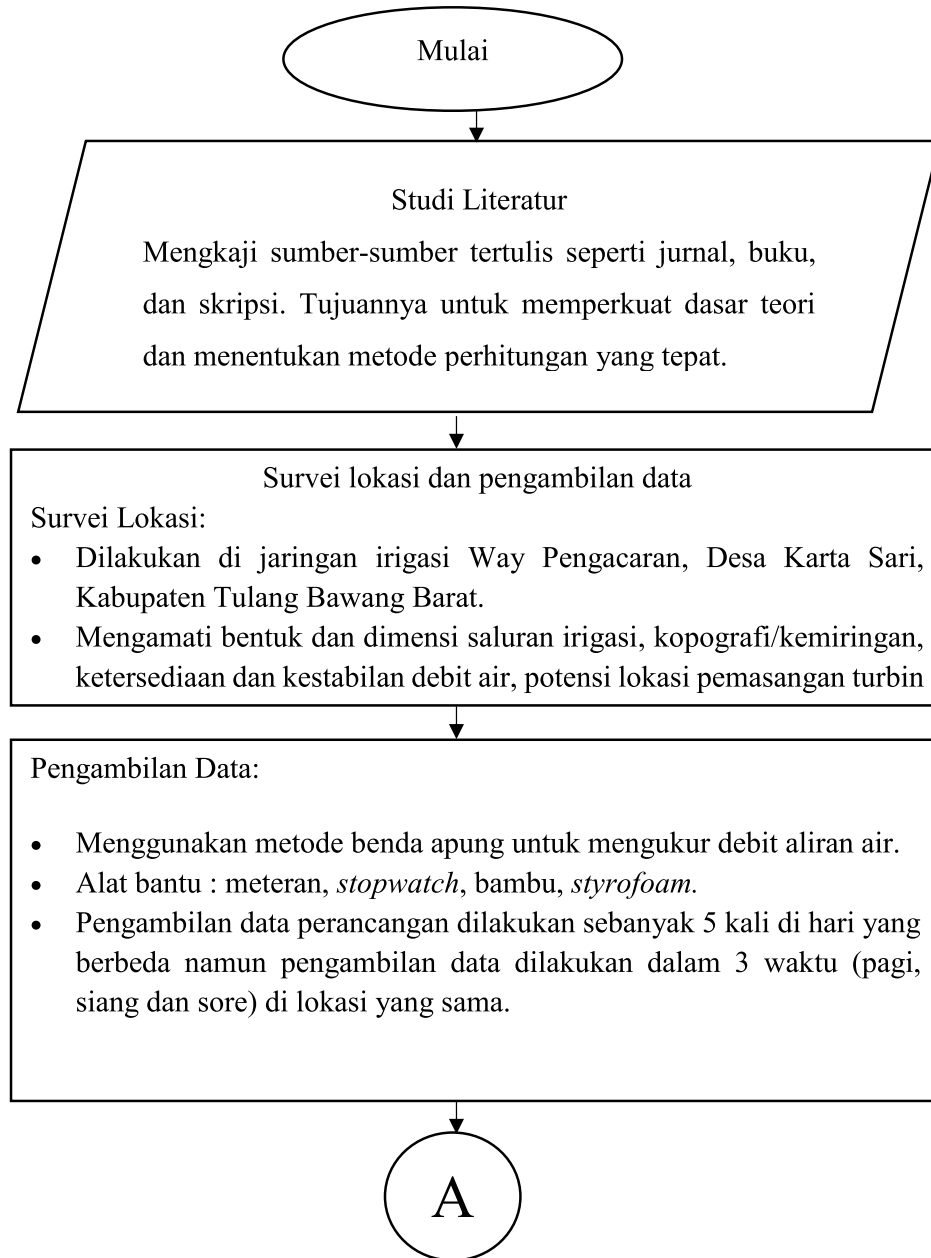 Mulai
Studi Literatur
Mengkaji sumber-sumber tertulis seperti jurnal, buku,
dan skripsi. Tujuannya untuk memperkuat dasar teori
dan menentukan metode perhitungan yang tepat.
Survei lokasi dan pengambilan data
Survei Lokasi:
• Dilakukan di jaringan irigasi Way Pengacaran, Desa Karta Sari,
Kabupaten Tulang Bawang Barat.
• Mengamati bentuk dan dimensi saluran irigasi, kopografi/kemiringan,
ketersediaan dan kestabilan debit air, potensi lokasi pemasangan turbin
Pengambilan Data:
• Menggunakan metode benda apung untuk mengukur debit aliran air.
• Alat bantu : meteran, stopwatch, bambu, styrofoam.
• Pengambilan data perancangan dilakukan sebanyak 5 kali di hari yang
berbeda namun pengambilan data dilakukan dalam 3 waktu (pagi,
siang dan sore) di lokasi yang sama.
A